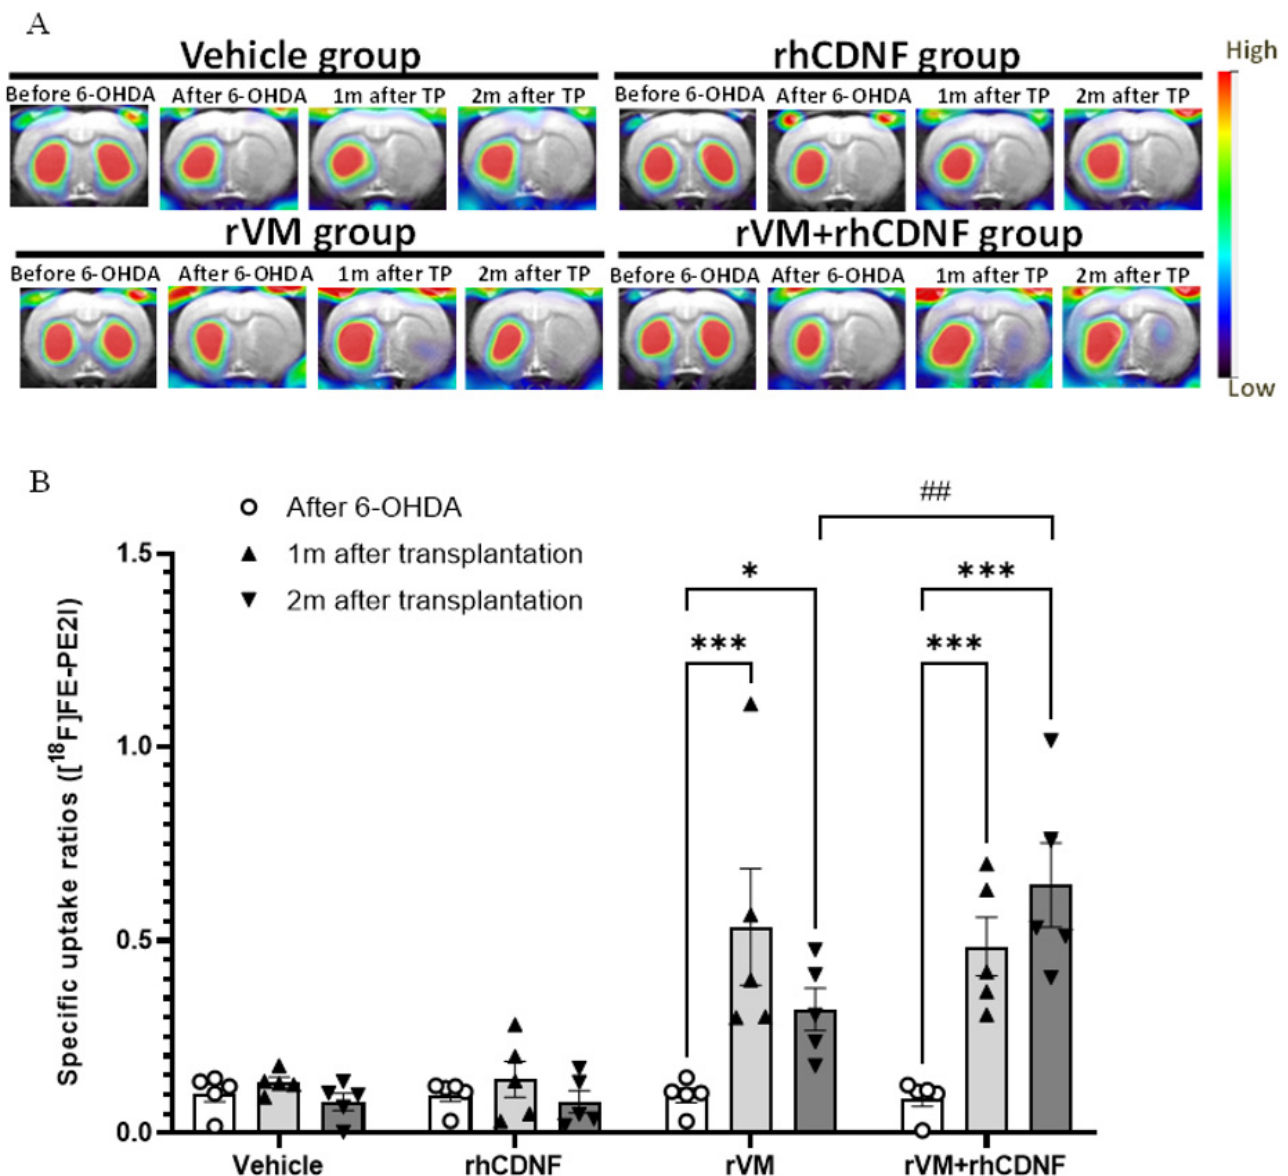 A
Vehicle group
rhCDNF group
High
Before 6-OHDA After 6-OHDA 1m after TP 2m after TP
Before 6-OHDA After 6-OHDA 1m after TP 2m after TP
rVM group
rVM+rhCDNF group
Before 6-OHDA After 6-OHDA 1m after TP 2m after TP
Before 6-OHDA After 6-OHDA 1m after TP 2m after TP
Low
B
After 6-OHDA
1m after transplantation
2m after transplantation
##
* ***
*** ***
1.5
1.0
0.5
0.0
Specific uptake ratios ([¹⁸F]FE-PE2I)
Vehicle rhCDNF rVM rVM+rhCDNF